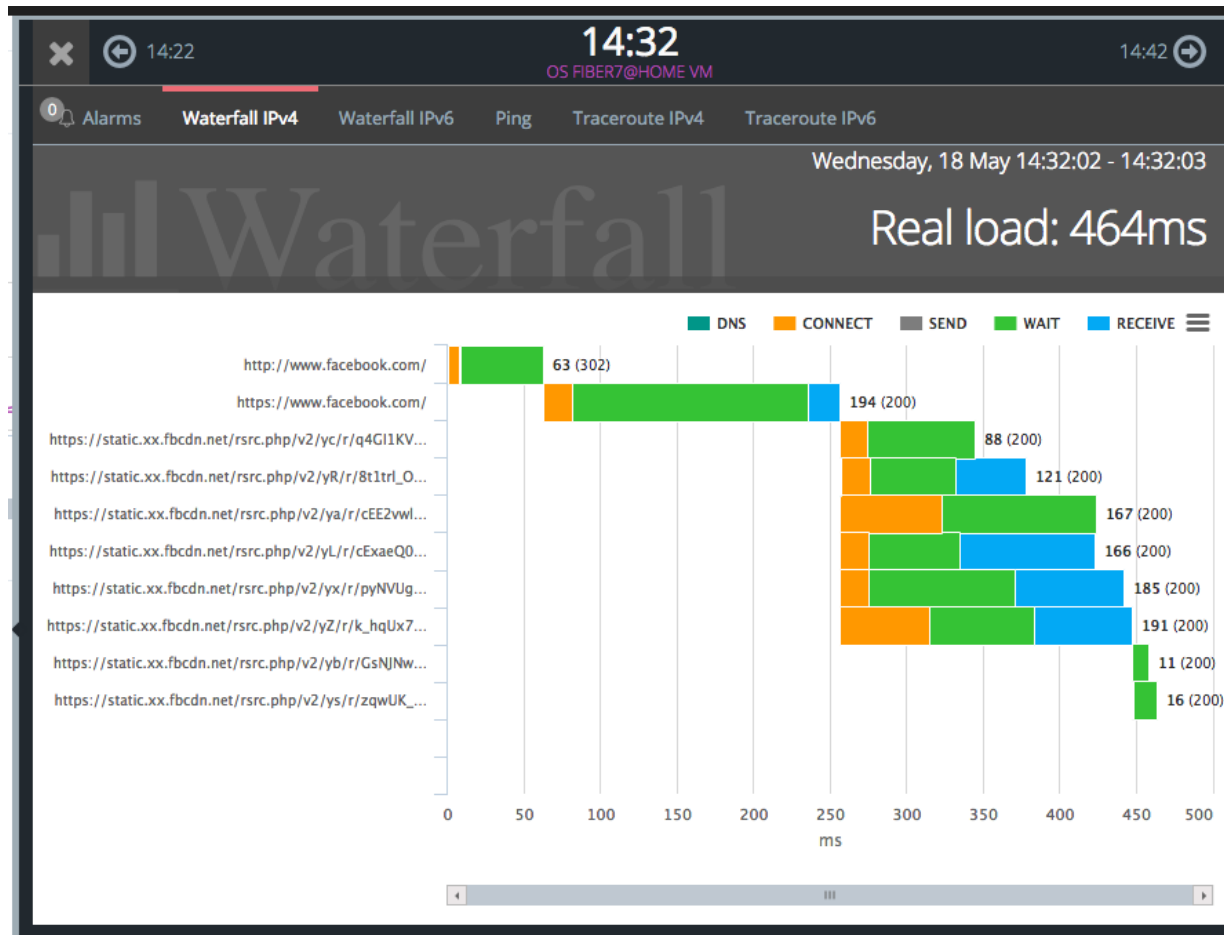 14:22
14:32
14:42
OS FIBER7@HOME VM
0 Alarms Waterfall IPv4 Waterfall IPv6 Ping Traceroute IPv4 Traceroute IPv6
Wednesday, 18 May 14:32:02 - 14:32:03
Waterfall
Real load: 464ms
DNS CONNECT SEND WAIT RECEIVE
http://www.facebook.com/ 63 (302)
https://www.facebook.com/ 194 (200)
https://static.xx.fbcdn.net/rsrc.php/v2/yc/r/q4GI1KV... 88 (200)
https://static.xx.fbcdn.net/rsrc.php/v2/yR/r/8t1trl_O... 121 (200)
https://static.xx.fbcdn.net/rsrc.php/v2/ya/r/cEE2vwl... 167 (200)
https://static.xx.fbcdn.net/rsrc.php/v2/yL/r/cExaeQ0... 166 (200)
https://static.xx.fbcdn.net/rsrc.php/v2/yx/r/pyNVUg... 185 (200)
https://static.xx.fbcdn.net/rsrc.php/v2/yZ/r/k_hqUx7... 191 (200)
https://static.xx.fbcdn.net/rsrc.php/v2/yb/r/GsNJNw... 11 (200)
https://static.xx.fbcdn.net/rsrc.php/v2/ys/r/zqwUK_... 16 (200)
0 50 100 150 200 250 300 350 400 450 500
ms